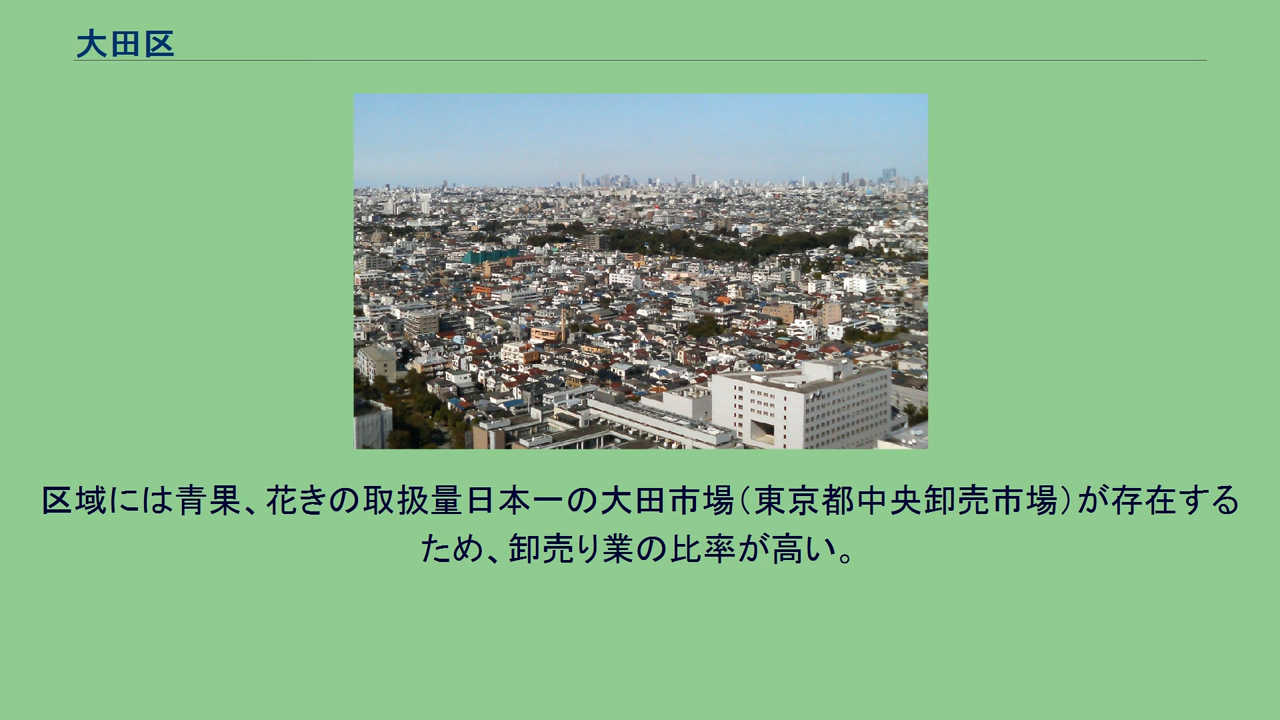 大田区
区域には青果、花きの取扱量日本一の大田市場（東京都中央卸売市場）が存在する
ため、卸売り業の比率が高い。